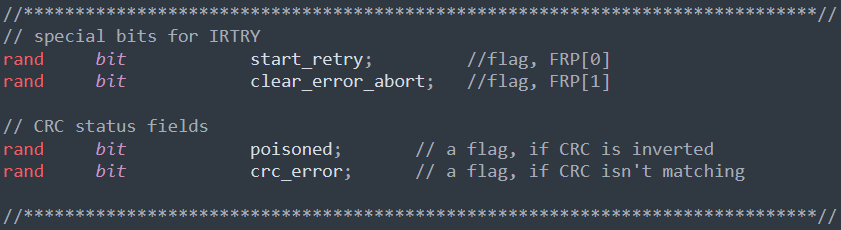 //******************************************************************************//
// special bits for IRTRY
rand bit start_retry; //flag, FRP[0]
rand bit clear_error_abort; //flag, FRP[1]
// CRC status fields
rand bit poisoned; // a flag, if CRC is inverted
rand bit crc_error; // a flag, if CRC isn't matching
//******************************************************************************//